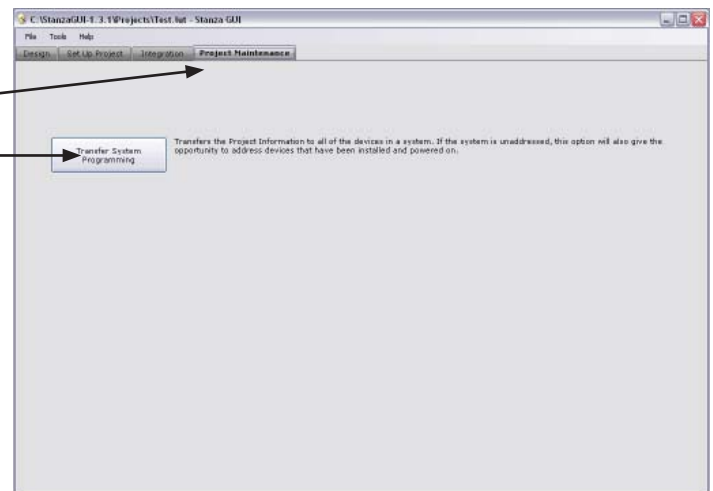 C:\StanzaGUI-1.3.1\Projects\Test.lut - Stanza GUI
File Tools Help
Design Set Up Project Integration Project Maintenance
Transfer System
Programming
Transfers the Project Information to all of the devices in a system. If the system is unaddressed, this option will also give the
opportunity to address devices that have been installed and powered on.